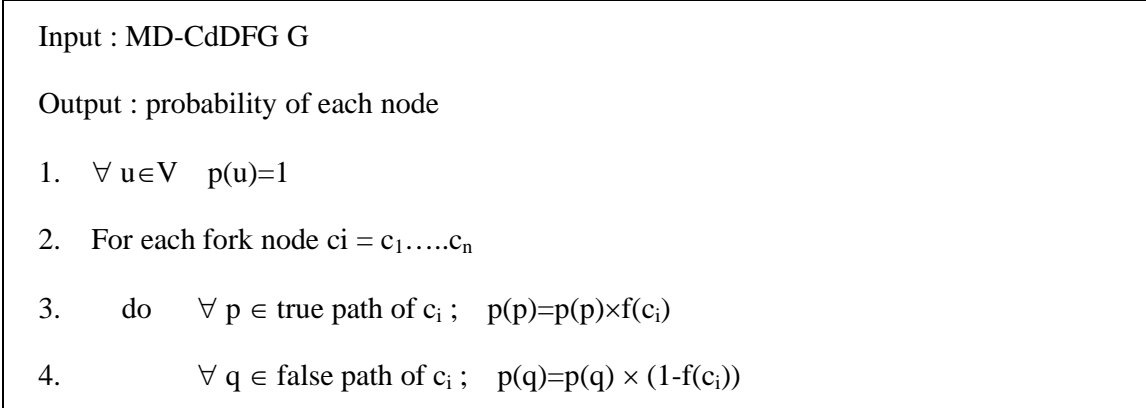 Input : MD-CdDFG G
Output : probability of each node
1. ∀ u∈V p(u)=1
2. For each fork node ci = c₁…..cₙ
3. do ∀ p ∈ true path of cᵢ ; p(p)=p(p)×f(cᵢ)
4. ∀ q ∈ false path of cᵢ ; p(q)=p(q) × (1-f(cᵢ))